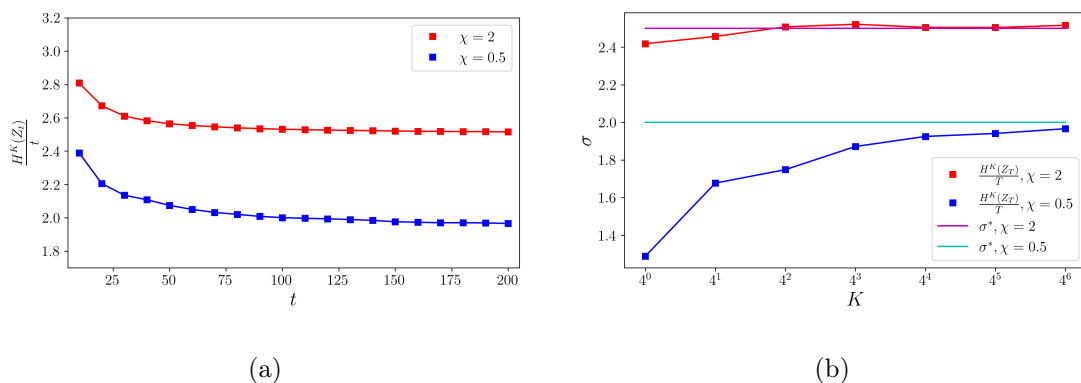 3.2
3.0
2.8
2.6
2.4
2.2
2.0
1.8
H^K(Z_t)/t
25 50 75 100 125 150 175 200
t
χ = 2
χ = 0.5
(a)
2.4
2.2
2.0
1.8
1.6
1.4
σ
4^0 4^1 4^2 4^3 4^4 4^5 4^6
K
H^K(Z_T)/T, χ = 2
H^K(Z_T)/T, χ = 0.5
σ*, χ = 2
σ*, χ = 0.5
(b)